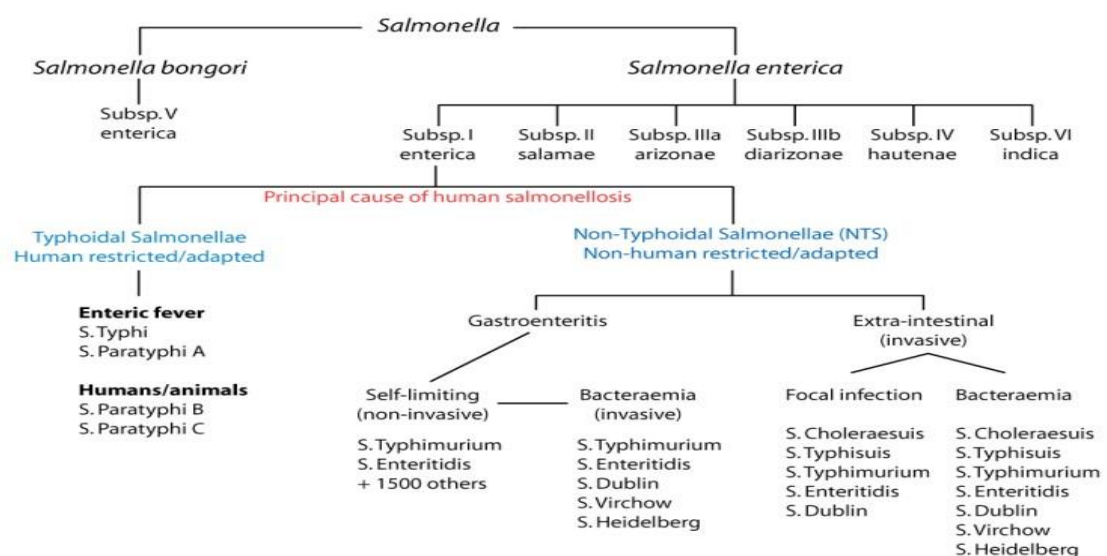 Salmonella
Salmonella bongori
Salmonella enterica
Subsp. V
enterica
Subsp. I
enterica
Subsp. II
salamae
Subsp. IIIa
arizonae
Subsp. IIIb
diarizonae
Subsp. IV
hautenae
Subsp. VI
indica
Principal cause of human salmonellosis
Typhoidal Salmonellae
Human restricted/adapted
Non-Typhoidal Salmonellae (NTS)
Non-human restricted/adapted
Enteric fever
S. Typhi
S. Paratyphi A
Humans/animals
S. Paratyphi B
S. Paratyphi C
Gastroenteritis
Extra-intestinal
(invasive)
Self-limiting
(non-invasive)
S. Typhimurium
S. Enteritidis
+ 1500 others
Bacteraemia
(invasive)
S. Typhimurium
S. Enteritidis
S. Dublin
S. Virchow
S. Heidelberg
Focal infection
S. Choleraesuis
S. Typhisuis
S. Typhimurium
S. Enteritidis
S. Dublin
Bacteraemia
S. Choleraesuis
S. Typhisuis
S. Typhimurium
S. Enteritidis
S. Dublin
S. Virchow
S. Heidelberg